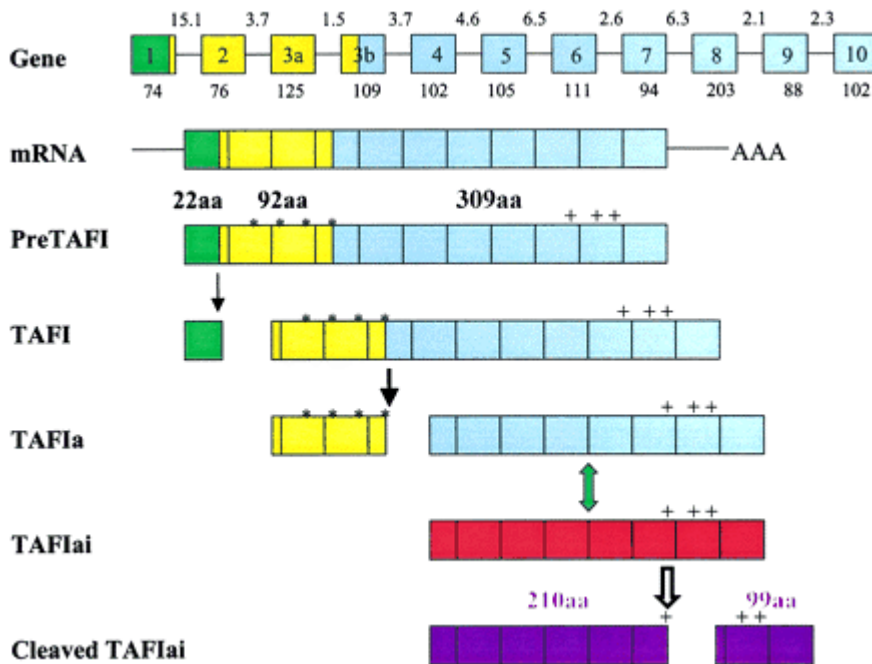 15.1 3.7 1.5 3.7 4.6 6.5 2.6 6.3 2.1 2.3
Gene 1 2 3a 3b 4 5 6 7 8 9 10
74 76 125 109 102 105 111 94 203 88 102
mRNA AAA
22aa 92aa 309aa
* * * * + + +
PreTAFI
* * * * + + +
TAFI
* * * * + + +
TAFIa
+ + +
TAFIai
210aa 99aa
+ + +
Cleaved TAFIai